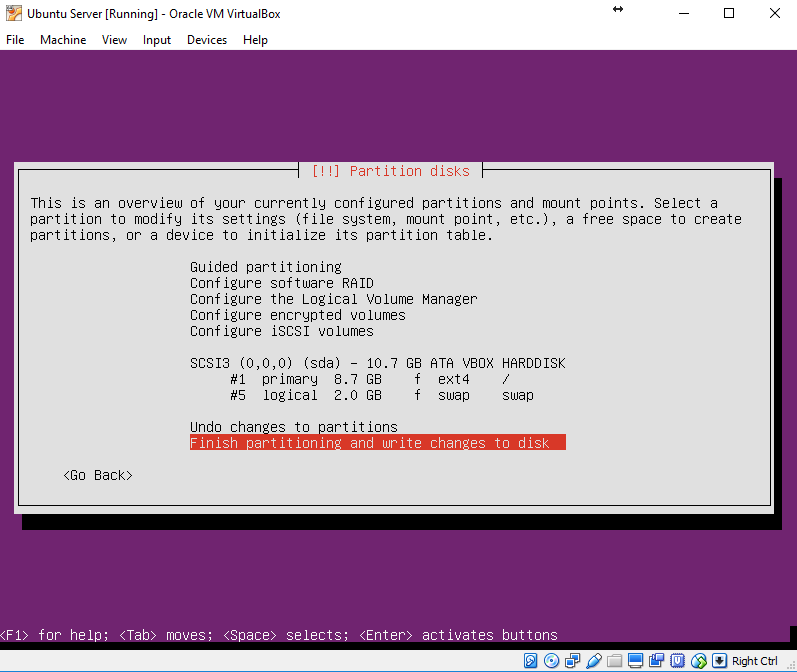 Ubuntu Server [Running] - Oracle VM VirtualBox
File Machine View Input Devices Help
[!!] Partition disks
This is an overview of your currently configured partitions and mount points. Select a
partition to modify its settings (file system, mount point, etc.), a free space to create
partitions, or a device to initialize its partition table.
Guided partitioning
Configure software RAID
Configure the Logical Volume Manager
Configure encrypted volumes
Configure iSCSI volumes
SCSI3 (0,0,0) (sda) - 10.7 GB ATA VBOX HARDDISK
#1 primary 8.7 GB f ext4 /
#5 logical 2.0 GB f swap swap
Undo changes to partitions
Finish partitioning and write changes to disk
<Go Back>
<F1> for help; <Tab> moves; <Space> selects; <Enter> activates buttons
Right Ctrl